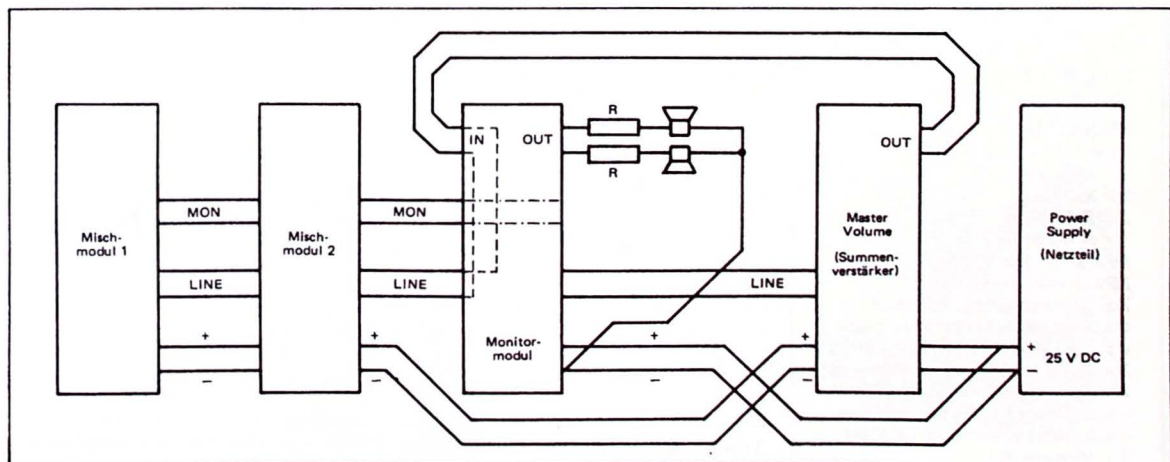 Misch-
modul 1
MON
LINE
+
–
Misch-
modul 2
MON
LINE
+
–
IN
OUT
Monitor-
modul
R
R
LINE
+
–
OUT
Master
Volume
(Summen-
verstärker)
+
–
Power
Supply
(Netzteil)
+
25 V DC
–